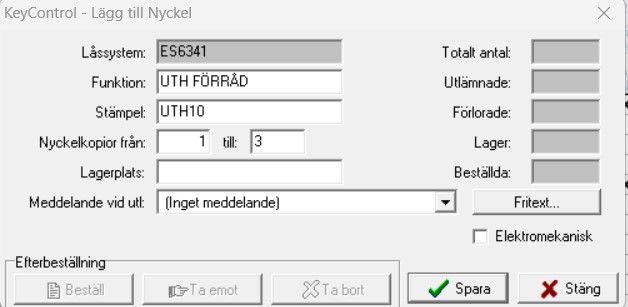 KeyControl - Lägg till Nyckel
Låssystem: ES6341 Totalt antal:
Funktion: UTH FÖRRÅD Utlämnade:
Stämpel: UTH10 Förlorade:
Nyckelkopior från: 1 till: 3 Lager:
Lagerplats: Beställda:
Meddelande vid utl: (Inget meddelande) Fritext...
Elektromekanisk
Efterbeställning
Beställ Ta emot Ta bort Spara Stäng